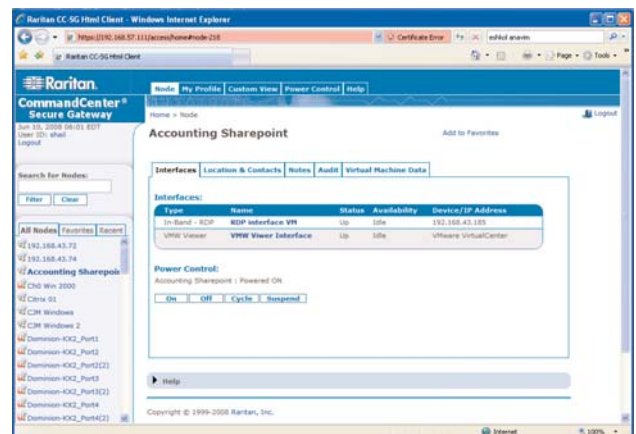 Raritan CC-SG Html Client - Windows Internet Explorer
https://192.168.57.111/access/home#node-216
Certificate Error
eshkol anavim
Raritan CC-SG Html Client
Page
Tools
Raritan.
CommandCenter®
Secure Gateway
Jun 10, 2008 06:01 EDT
User ID: shail
Logout
Search for Nodes:
Filter
Clear
All Nodes
Favorites
Recent
192.168.43.72
192.168.43.74
Accounting Sharepoi
ChG Win 2000
Citrix 01
CJM Windows
CJM Windows 2
Dominion-KX2_Port1
Dominion-KX2_Port2
Dominion-KX2_Port2(2)
Dominion-KX2_Port3
Dominion-KX2_Port3(2)
Dominion-KX2_Port4
Dominion-KX2_Port4(2)
Node
My Profile
Custom View
Power Control
Help
Home > Node
Logout
Accounting Sharepoint
Add to Favorites
Interfaces
Location & Contacts
Notes
Audit
Virtual Machine Data
Interfaces:
Type Name Status Availability Device/IP Address
In-Band - RDP RDP interface VM Up Idle 192.168.43.185
VMW Viewer VMW Viwer Interface Up Idle VMware VirtualCenter
Power Control:
Accounting Sharepoint : Powered ON
On
Off
Cycle
Suspend
Help
Copyright © 1999-2008 Raritan, Inc.
Internet
100%